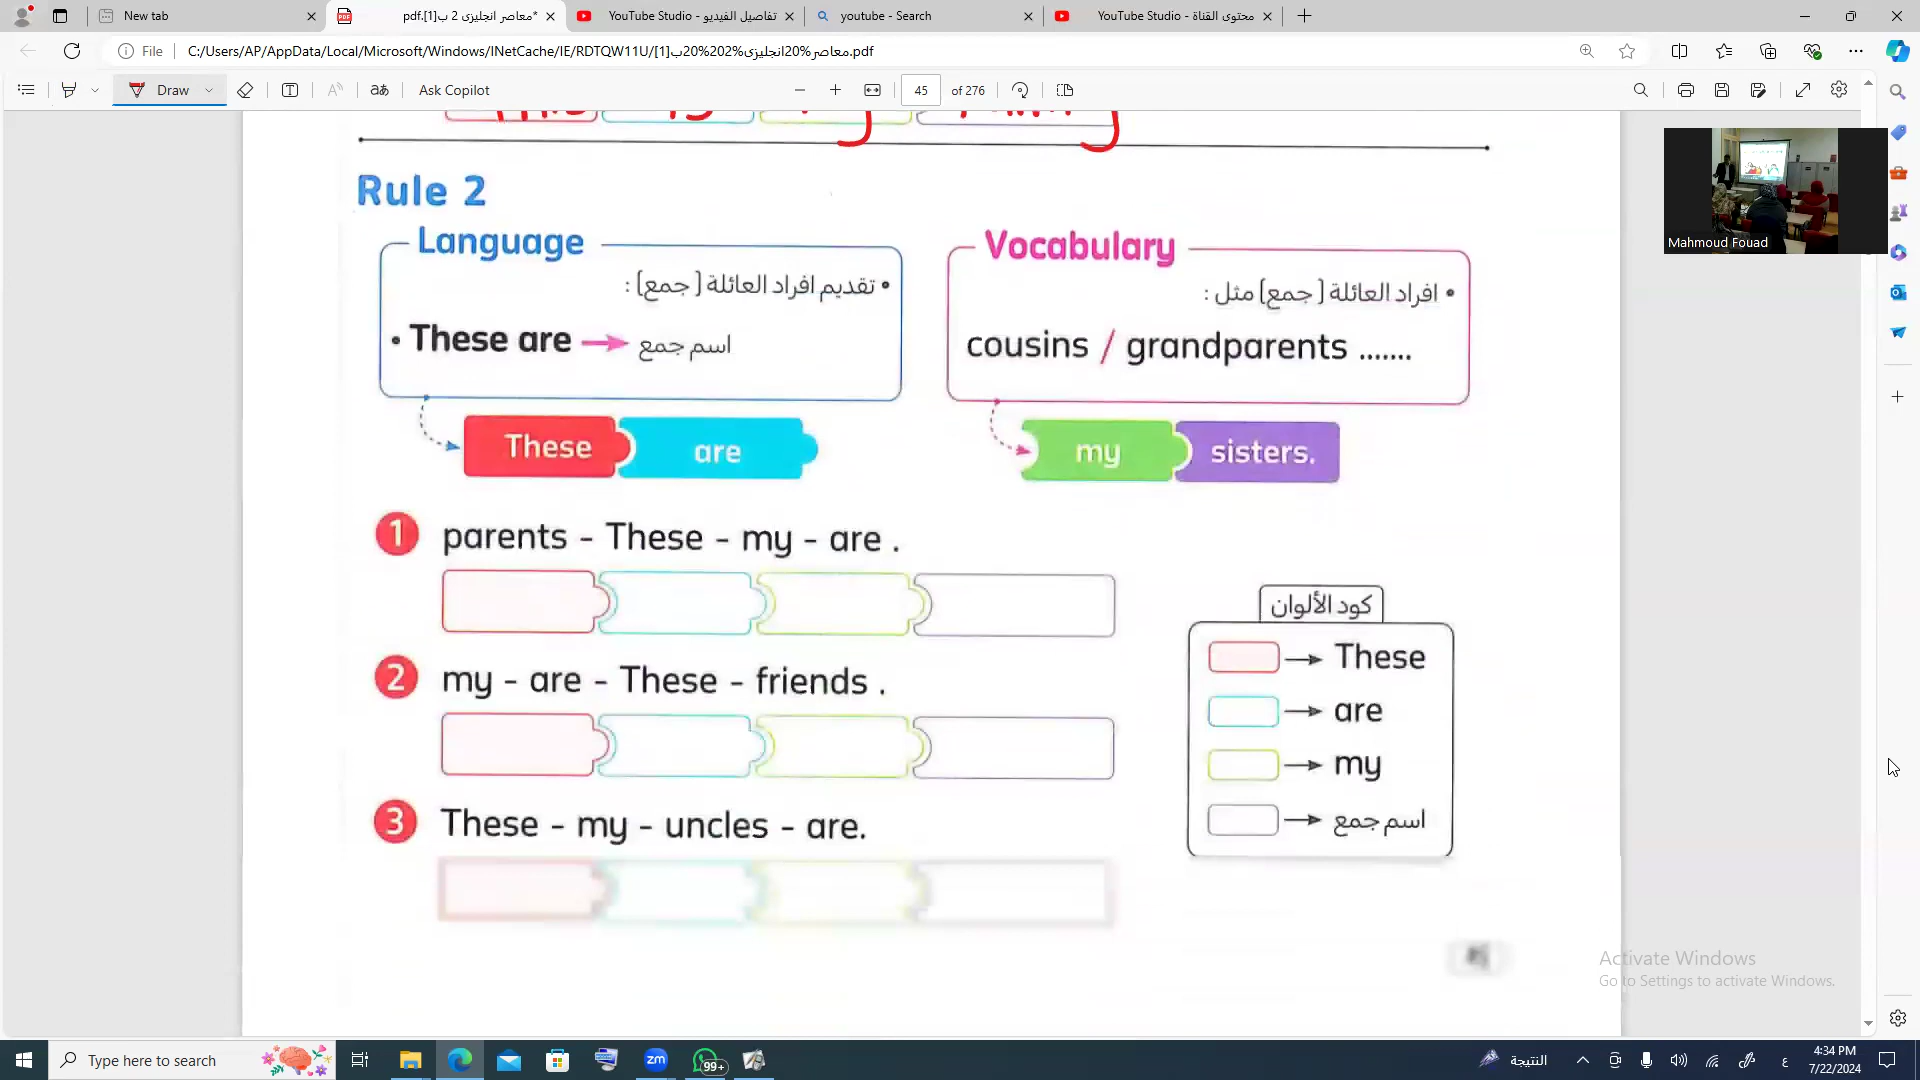 New tab
معاصر انجليزى 2 ب[1].pdf*
تفاصيل الفيديو - YouTube Studio
youtube - Search
محتوى القناة - YouTube Studio
File
C:/Users/AP/AppData/Local/Microsoft/Windows/INetCache/IE/RDTQW11U/معاصر%20انجليزى%202%20ب[1].pdf
Draw
Ask Copilot
45
of 276
Rule 2
Language
• تقديم افراد العائلة [جمع] :
• These are → اسم جمع
Vocabulary
• افراد العائلة [جمع] مثل :
cousins / grandparents .......
These are
my sisters.
1 parents - These - my - are .
2 my - are - These - friends .
3 These - my - uncles - are.
كود الألوان
→ These
→ are
→ my
→ اسم جمع
Mahmoud Fouad
Activate Windows
Go to Settings to activate Windows.
Type here to search
zm
99+
النتيجة
ع
4:34 PM
7/22/2024